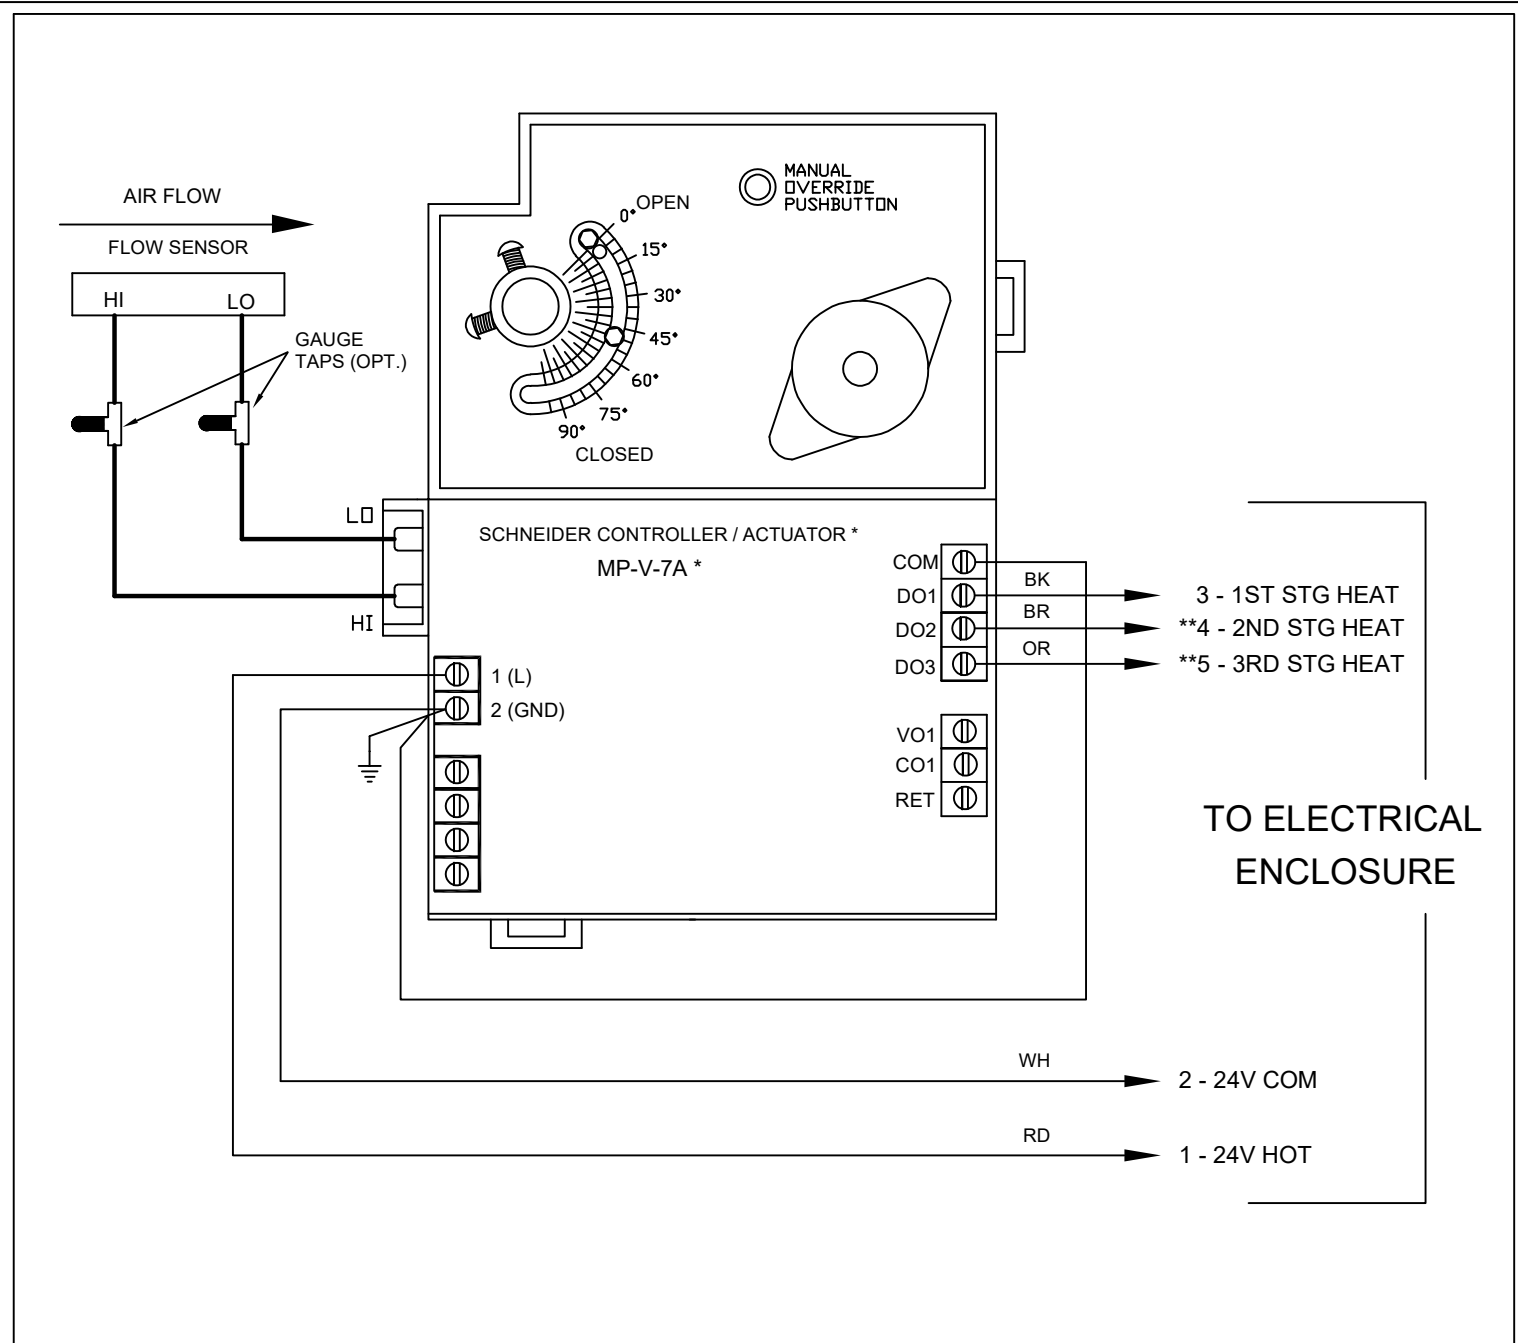 AIR FLOW
FLOW SENSOR
HI
LO
GAUGE
TAPS (OPT.)
MANUAL
OVERRIDE
PUSHBUTTON
OPEN
0°
15°
30°
45°
60°
75°
90°
CLOSED
LO
HI
SCHNEIDER CONTROLLER / ACTUATOR *
MP-V-7A *
COM
DO1
DO2
DO3
BK
BR
OR
3 - 1ST STG HEAT
**4 - 2ND STG HEAT
**5 - 3RD STG HEAT
1 (L)
2 (GND)
VO1
CO1
RET
TO ELECTRICAL
ENCLOSURE
WH
2 - 24V COM
RD
1 - 24V HOT